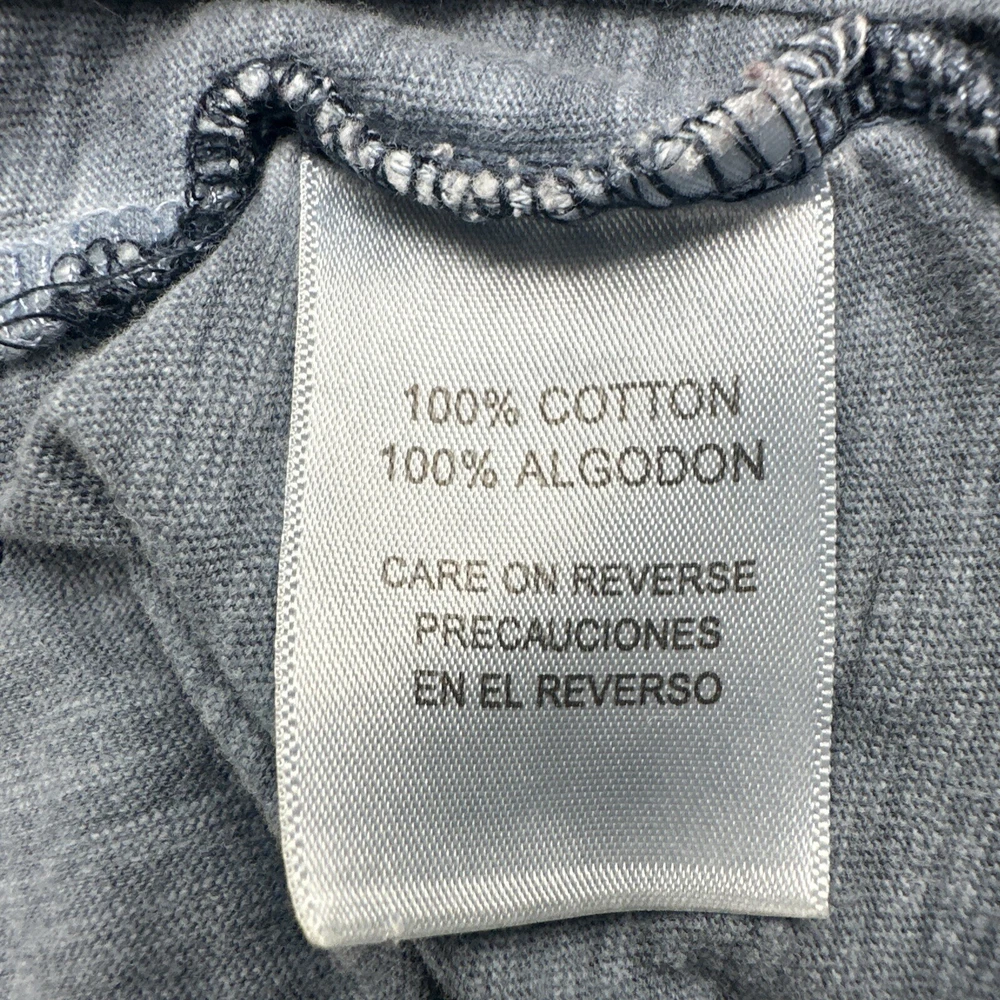 100% COTTON
100% ALGODON
CARE ON REVERSE
PRECAUCIONES
EN EL REVERSO